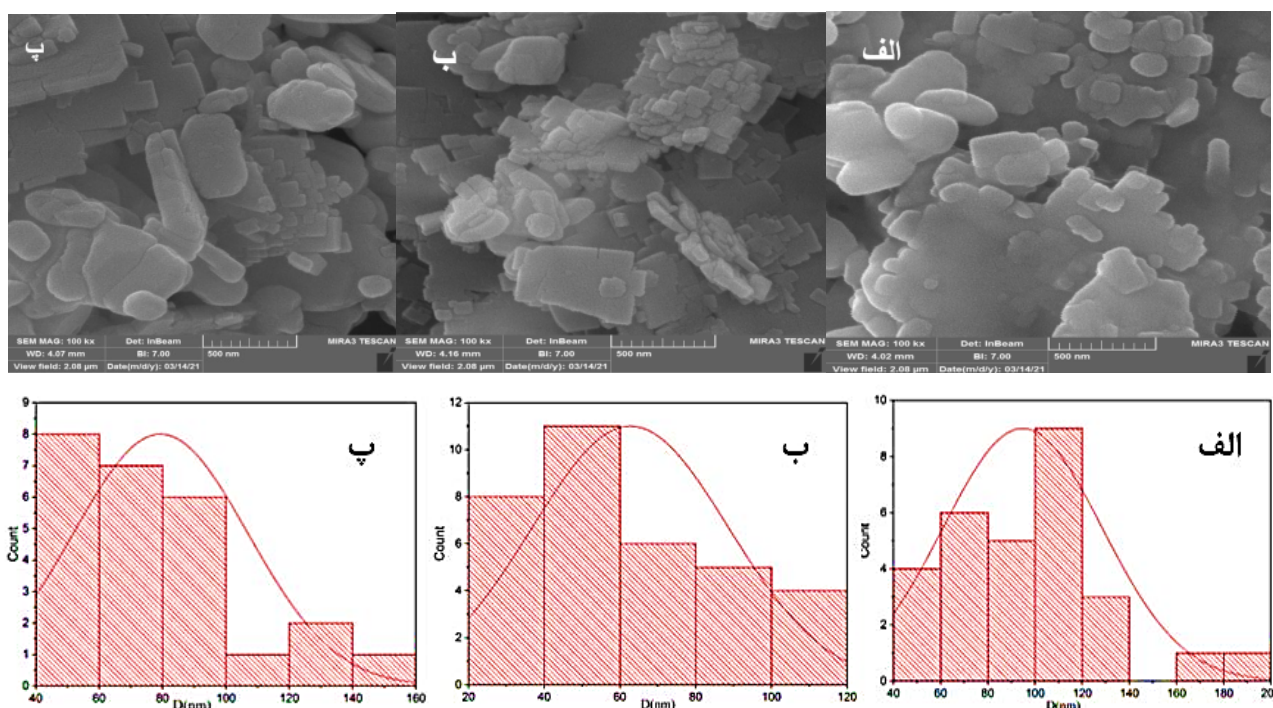 پ
SEM MAG: 100 kx Det: InBeam MIRA3 TESCAN
WD: 4.07 mm BI: 7.00 500 nm
View field: 2.08 µm Date(m/d/y): 03/14/21
ب
SEM MAG: 100 kx Det: InBeam MIRA3 TESCAN
WD: 4.16 mm BI: 7.00 500 nm
View field: 2.08 µm Date(m/d/y): 03/14/21
الف
SEM MAG: 100 kx Det: InBeam MIRA3 TESCAN
WD: 4.02 mm BI: 7.00 500 nm
View field: 2.08 µm Date(m/d/y): 03/14/21
پ
Count
9
8
7
6
5
4
3
2
1
0
40 60 80 100 120 140 160
D(nm)
ب
Count
12
10
8
6
4
2
0
20 40 60 80 100 120
D(nm)
الف
Count
10
8
6
4
2
0
40 60 80 100 120 140 160 180 200
D(nm)